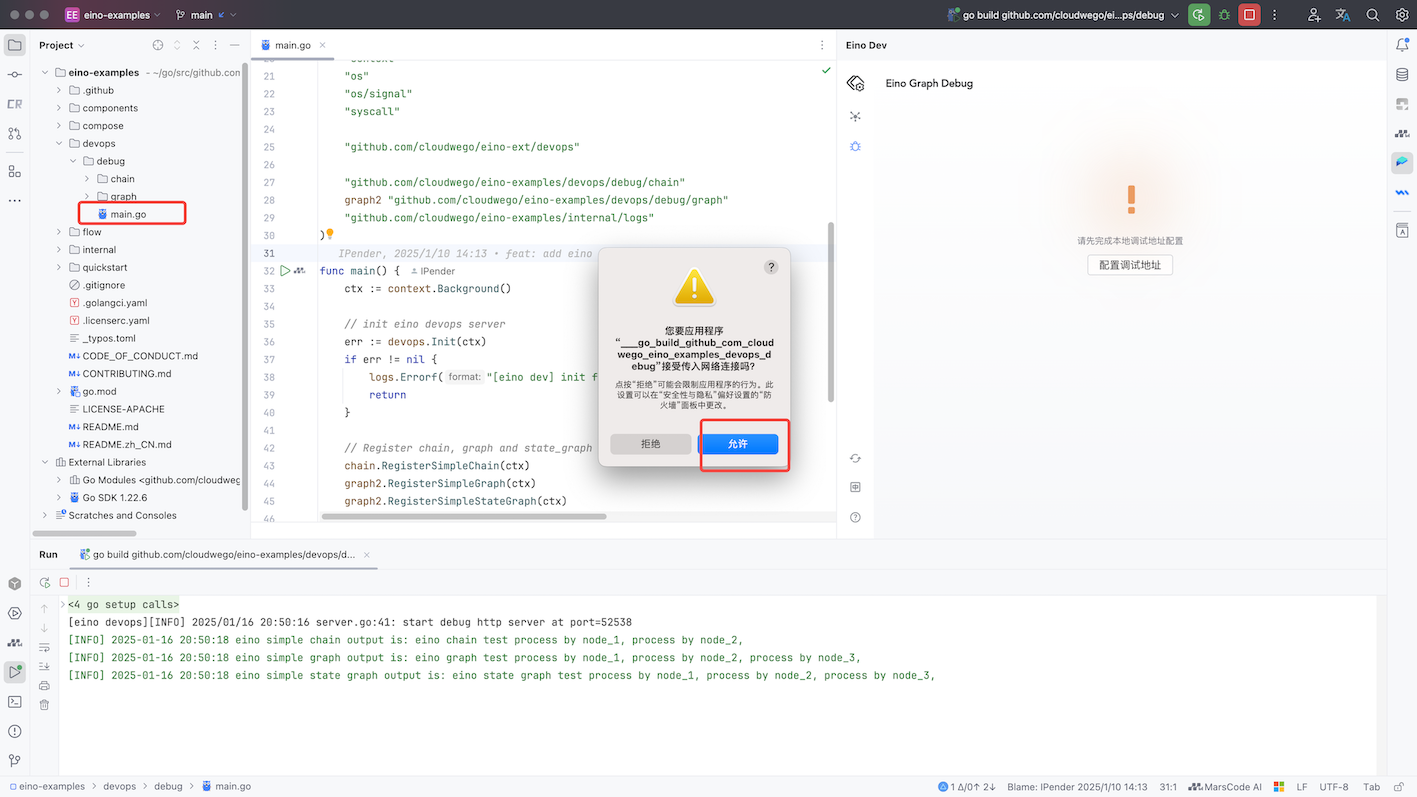 EE eino-examples
main
go build github.com/cloudwego/ei...ps/debug
Project
eino-examples - ~/go/src/github.com
.github
components
compose
devops
debug
chain
graph
main.go
flow
internal
quickstart
.gitignore
.golangci.yaml
.licenserc.yaml
_typos.toml
CODE_OF_CONDUCT.md
CONTRIBUTING.md
go.mod
LICENSE-APACHE
README.md
README.zh_CN.md
External Libraries
Go Modules <github.com/cloudweg
Go SDK 1.22.6
Scratches and Consoles
main.go
21 "os"
22 "os/signal"
23 "syscall"
24
25 "github.com/cloudwego/eino-ext/devops"
26
27 "github.com/cloudwego/eino-examples/devops/debug/chain"
28 graph2 "github.com/cloudwego/eino-examples/devops/debug/graph"
29 "github.com/cloudwego/eino-examples/internal/logs"
30 )
31 IPender, 2025/1/10 14:13 • feat: add eino
32 func main() { IPender
33 ctx := context.Background()
34
35 // init eino devops server
36 err := devops.Init(ctx)
37 if err != nil {
38 logs.Errorf( format: "[eino dev] init f
39 return
40 }
41
42 // Register chain, graph and state_graph
43 chain.RegisterSimpleChain(ctx)
44 graph2.RegisterSimpleGraph(ctx)
45 graph2.RegisterSimpleStateGraph(ctx)
46
?
您要应用程序
“___go_build_github_com_cloud
wego_eino_examples_devops_d
ebug”接受传入网络连接吗?
点按“拒绝”可能会限制应用程序的行为。此
设置可以在“安全性与隐私”偏好设置的“防
火墙”面板中更改。
拒绝
允许
Eino Dev
Eino Graph Debug
请先完成本地调试地址配置
配置调试地址
Run
go build github.com/cloudwego/eino-examples/devops/d...
<4 go setup calls>
[eino devops][INFO] 2025/01/16 20:50:16 server.go:41: start debug http server at port=52538
[INFO] 2025-01-16 20:50:18 eino simple chain output is: eino chain test process by node_1, process by node_2,
[INFO] 2025-01-16 20:50:18 eino simple graph output is: eino graph test process by node_1, process by node_2, process by node_3,
[INFO] 2025-01-16 20:50:18 eino simple state graph output is: eino state graph test process by node_1, process by node_2, process by node_3,
eino-examples > devops > debug > main.go
1 Δ/0↑ 2↓
Blame: IPender 2025/1/10 14:13
31:1
MarsCode AI
LF
UTF-8
Tab